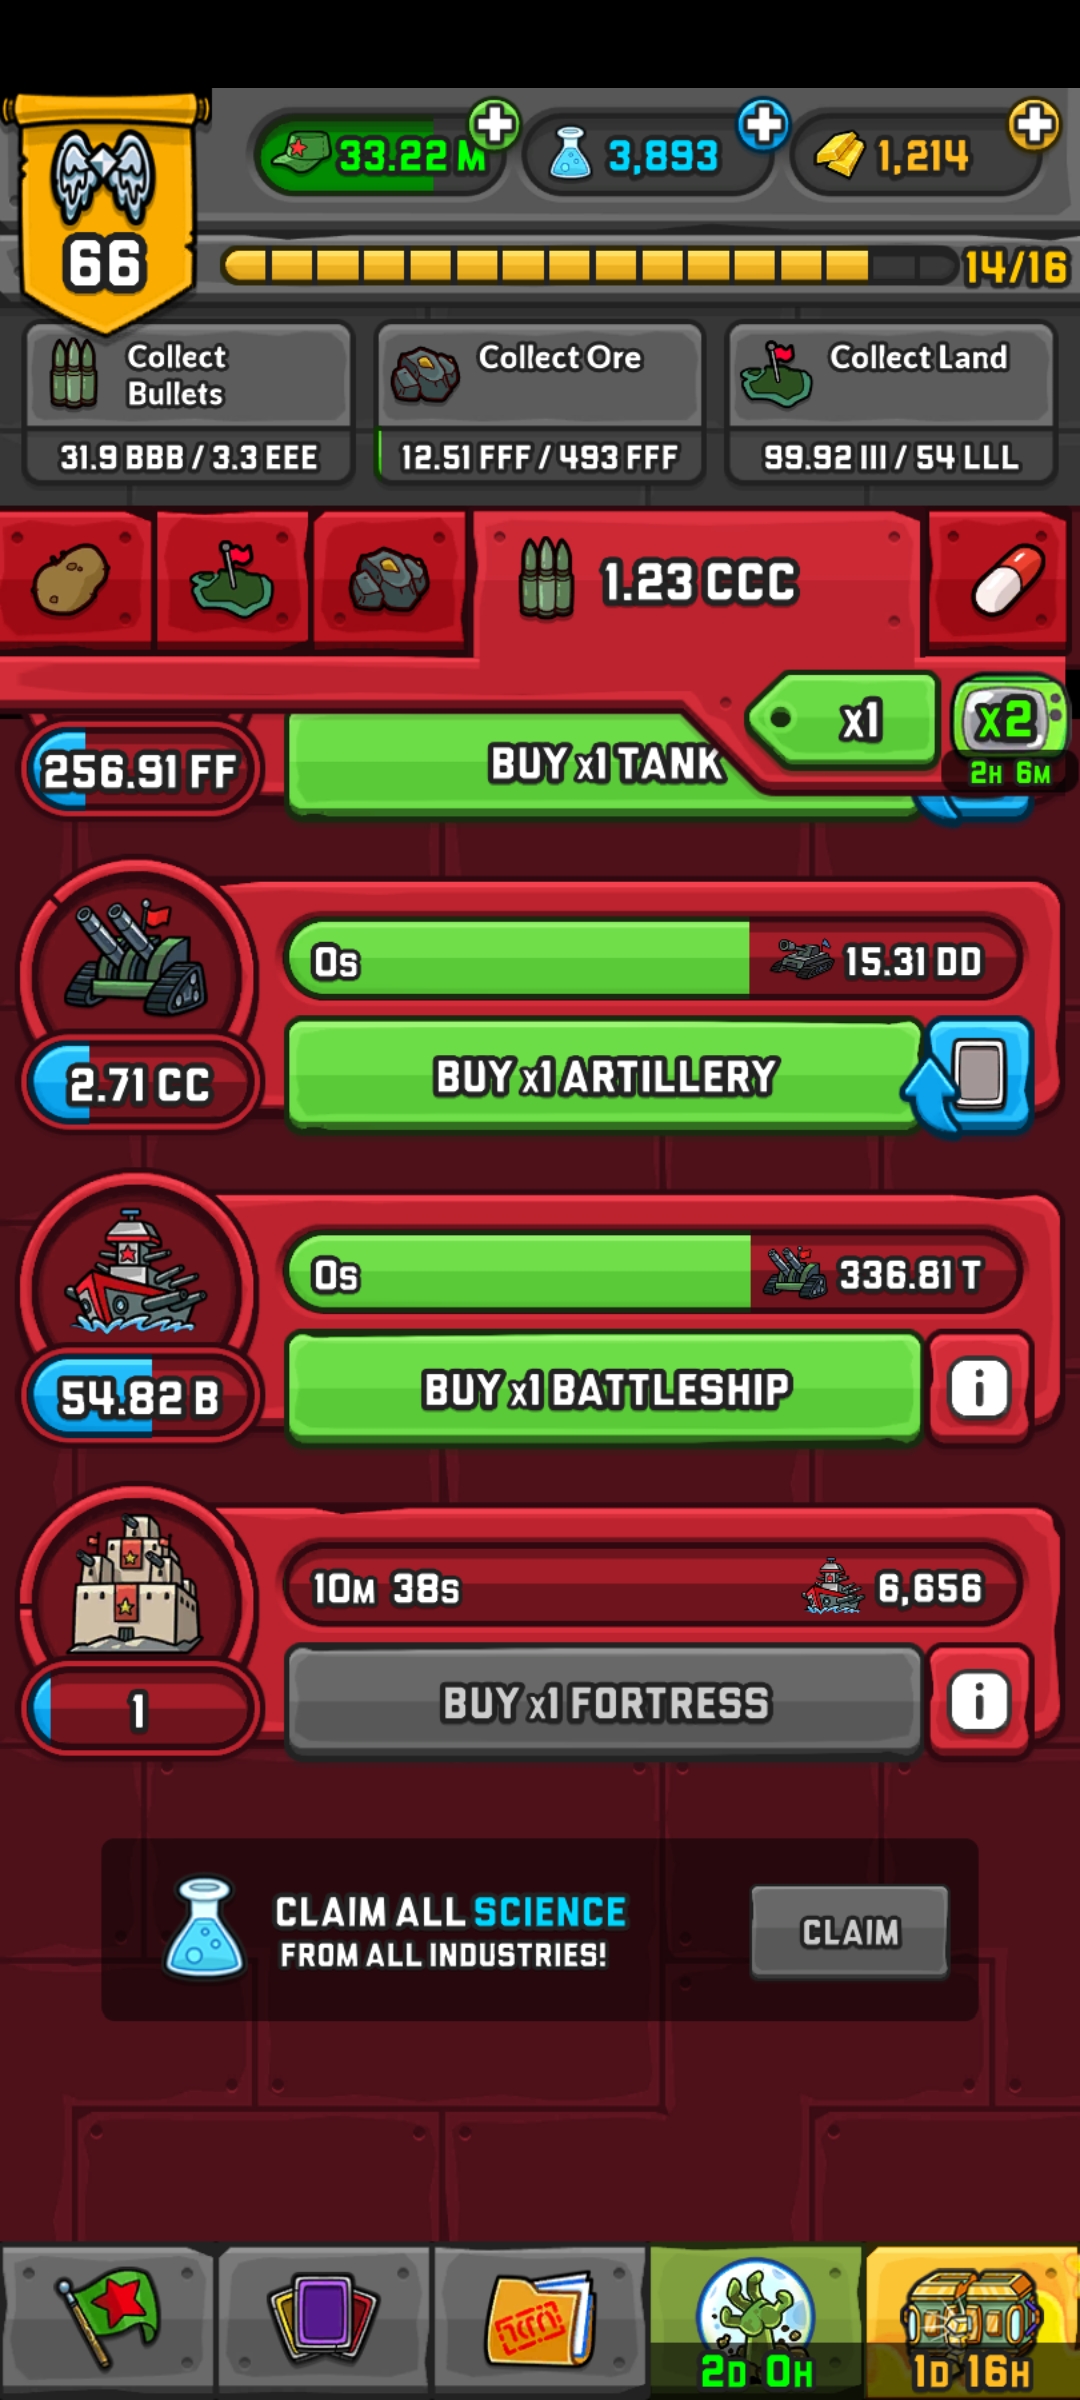 33.22 M
3,893
1,214
66
14/16
Collect
Bullets
Collect Ore
Collect Land
31.9 BBB / 3.3 EEE
12.51 FFF / 493 FFF
99.92 III / 54 LLL
1.23 CCC
x1
x2
2H 6M
256.91 FF
BUY x1 TANK
0s
15.31 DD
2.71 CC
BUY x1 ARTILLERY
0s
336.81 T
54.82 B
BUY x1 BATTLESHIP
i
10M 38s
6,656
1
BUY x1 FORTRESS
i
CLAIM ALL SCIENCE
FROM ALL INDUSTRIES!
CLAIM
2D 0H
1D 16H